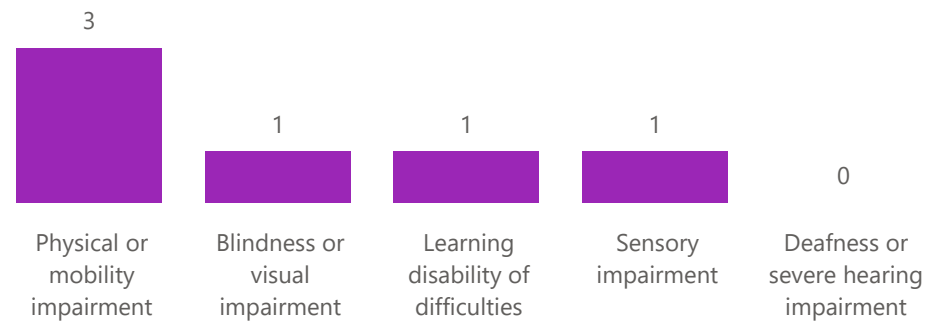 3
1
1
1
0
Physical or
mobility
impairment
Blindness or
visual
impairment
Learning
disability of
difficulties
Sensory
impairment
Deafness or
severe hearing
impairment